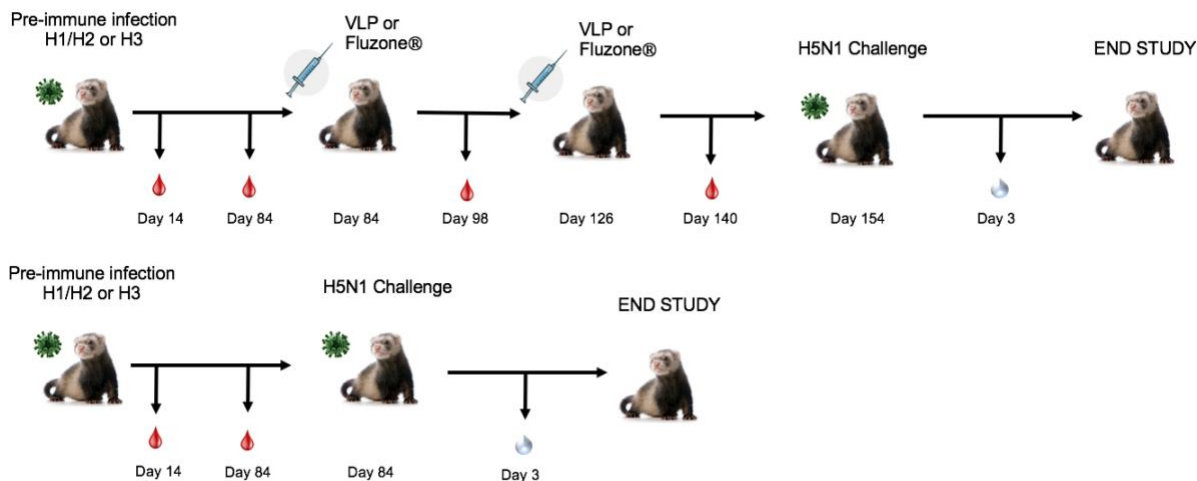 Pre-immune infection
H1/H2 or H3
VLP or
Fluzone®
VLP or
Fluzone®
H5N1 Challenge
END STUDY
Day 14
Day 84
Day 84
Day 98
Day 126
Day 140
Day 154
Day 3
Pre-immune infection
H1/H2 or H3
H5N1 Challenge
END STUDY
Day 14
Day 84
Day 84
Day 3